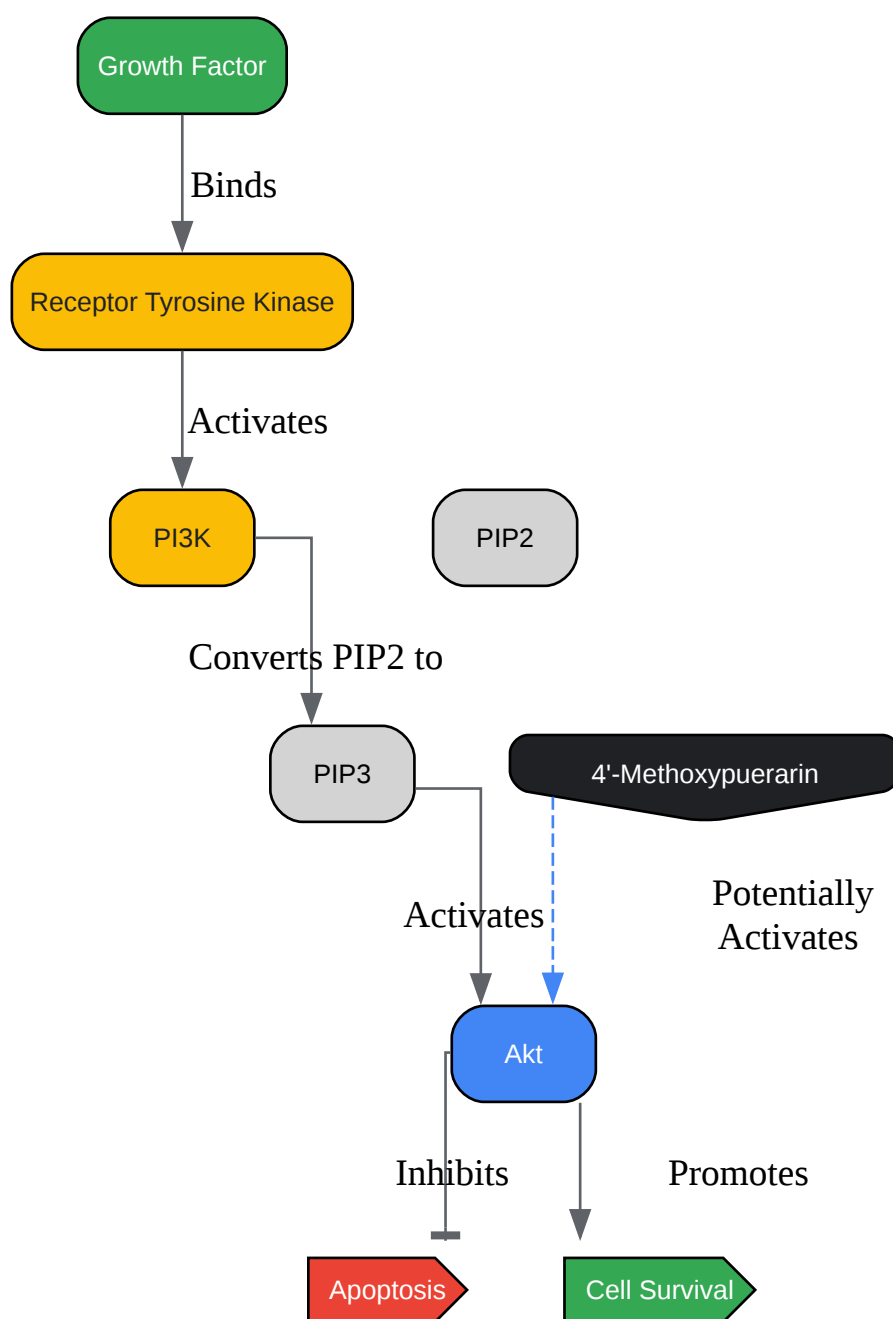 Growth Factor
Binds
Receptor Tyrosine Kinase
Activates
PI3K
PIP2
Converts PIP2 to
PIP3
4'-Methoxypuerarin
Potentially
Activates
Activates
Akt
Inhibits
Promotes
Apoptosis
Cell Survival